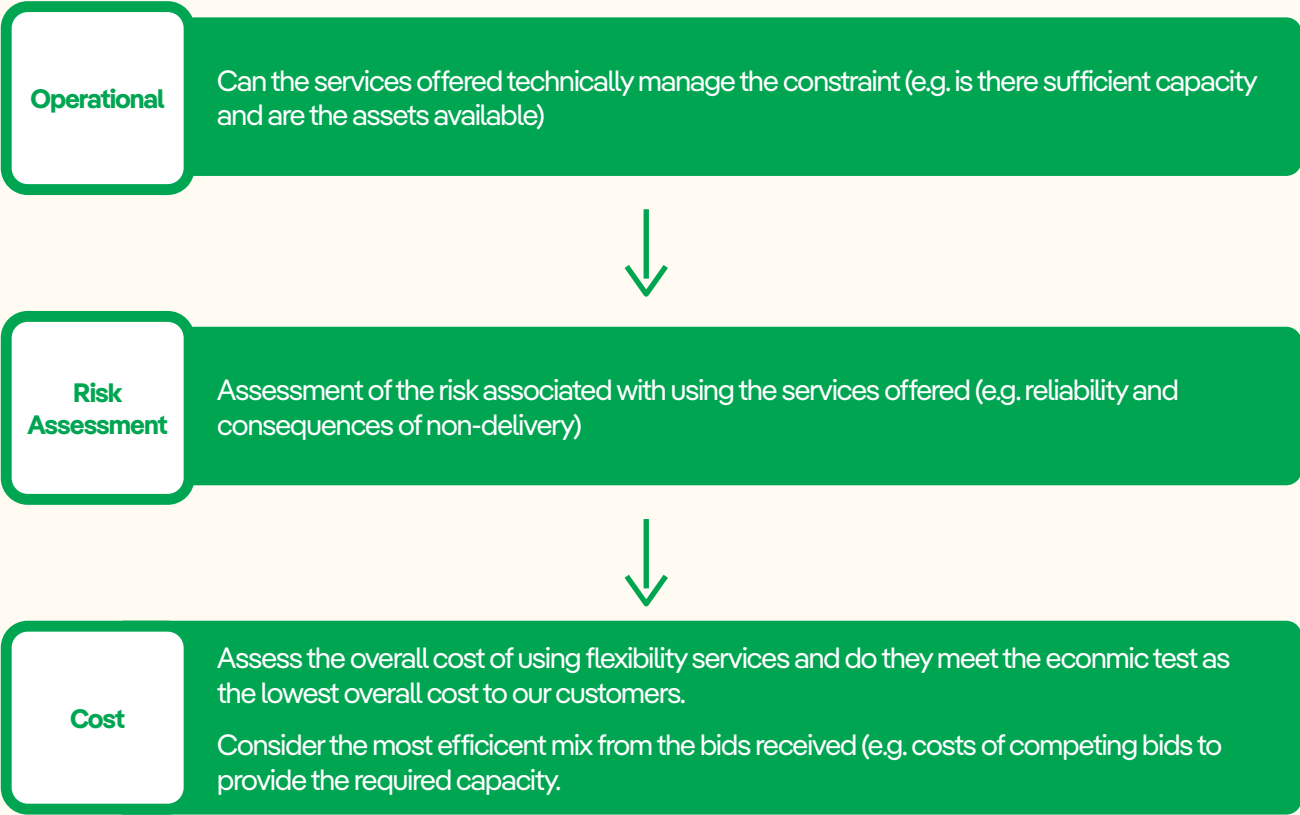 Operational
Can the services offered technically manage the constraint (e.g. is there sufficient capacity
and are the assets available)
Risk
Assessment
Assessment of the risk associated with using the services offered (e.g. reliability and
consequences of non-delivery)
Cost
Assess the overall cost of using flexibility services and do they meet the econmic test as
the lowest overall cost to our customers.
Consider the most efficicent mix from the bids received (e.g. costs of competing bids to
provide the required capacity.